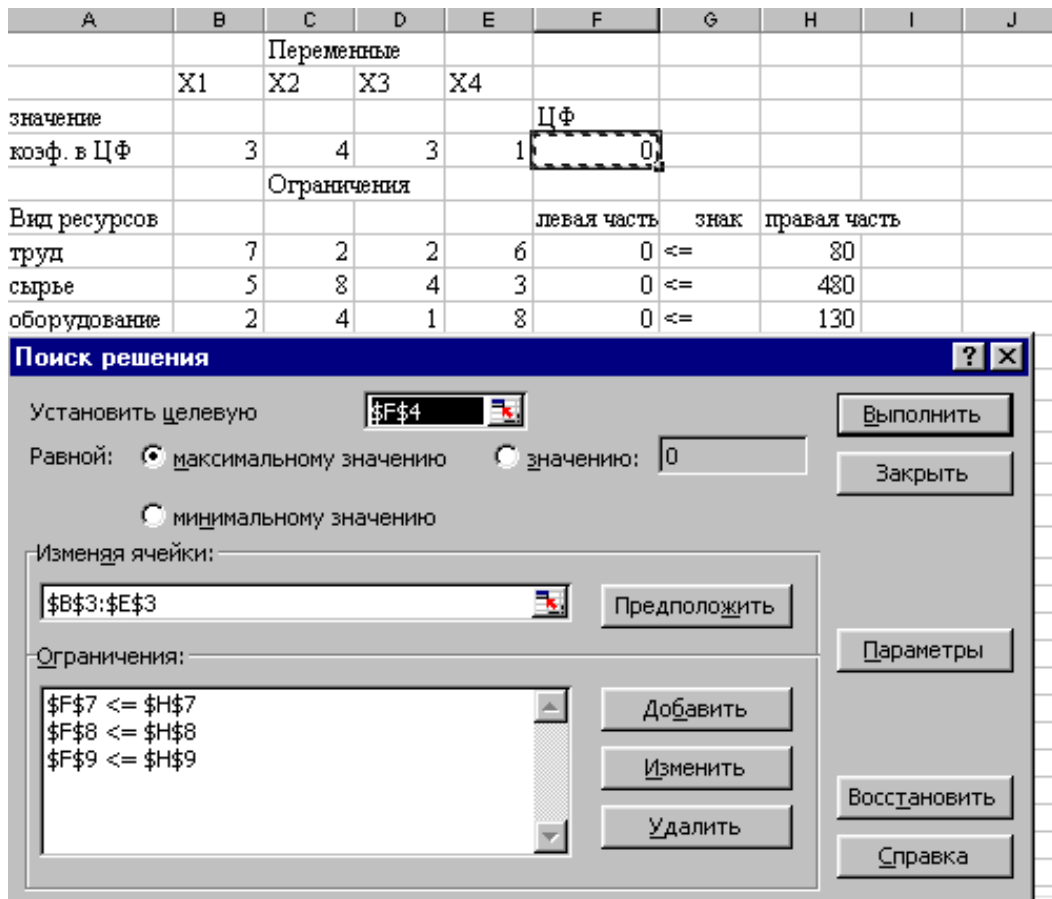 A B C D E F G H I J
Переменные
X1 X2 X3 X4
значение ЦФ
коэф. в ЦФ 3 4 3 1 0
Ограничения
Вид ресурсов левая часть знак правая часть
труд 7 2 2 6 0 <= 80
сырье 5 8 4 3 0 <= 480
оборудование 2 4 1 8 0 <= 130
Поиск решения ?
Установить целевую $F$4 Выполнить
Равной: максимальному значению значению: 0
Закрыть
минимальному значению
Изменяя ячейки:
$B$3:$E$3 Предположить
Ограничения: Параметры
$F$7 <= $H$7 Добавить
$F$8 <= $H$8
$F$9 <= $H$9 Изменить
Восстановить
Удалить
Справка